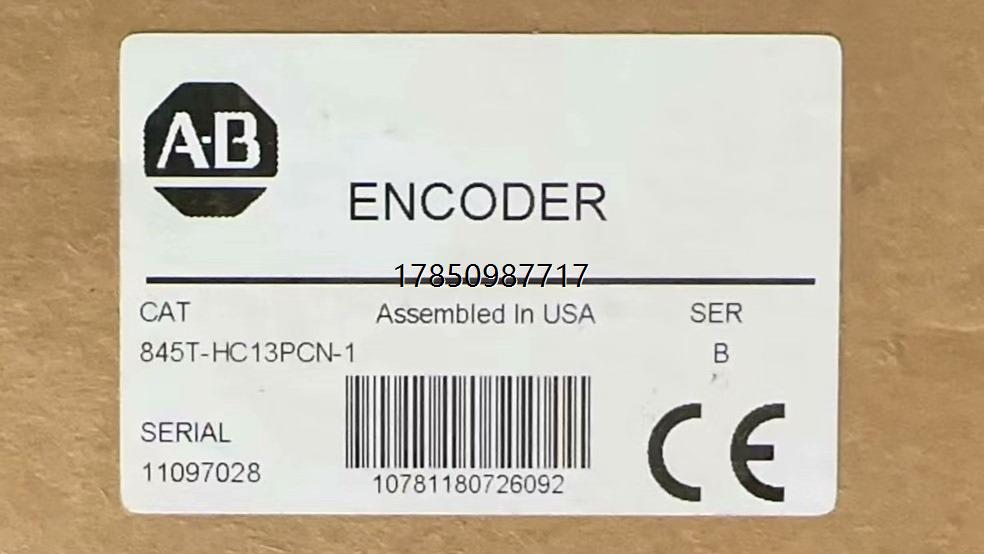 A-B
ENCODER
17850987717
CAT
Assembled In USA
SER
845T-HC13PCN-1
B
SERIAL
11097028
10781180726092
CE